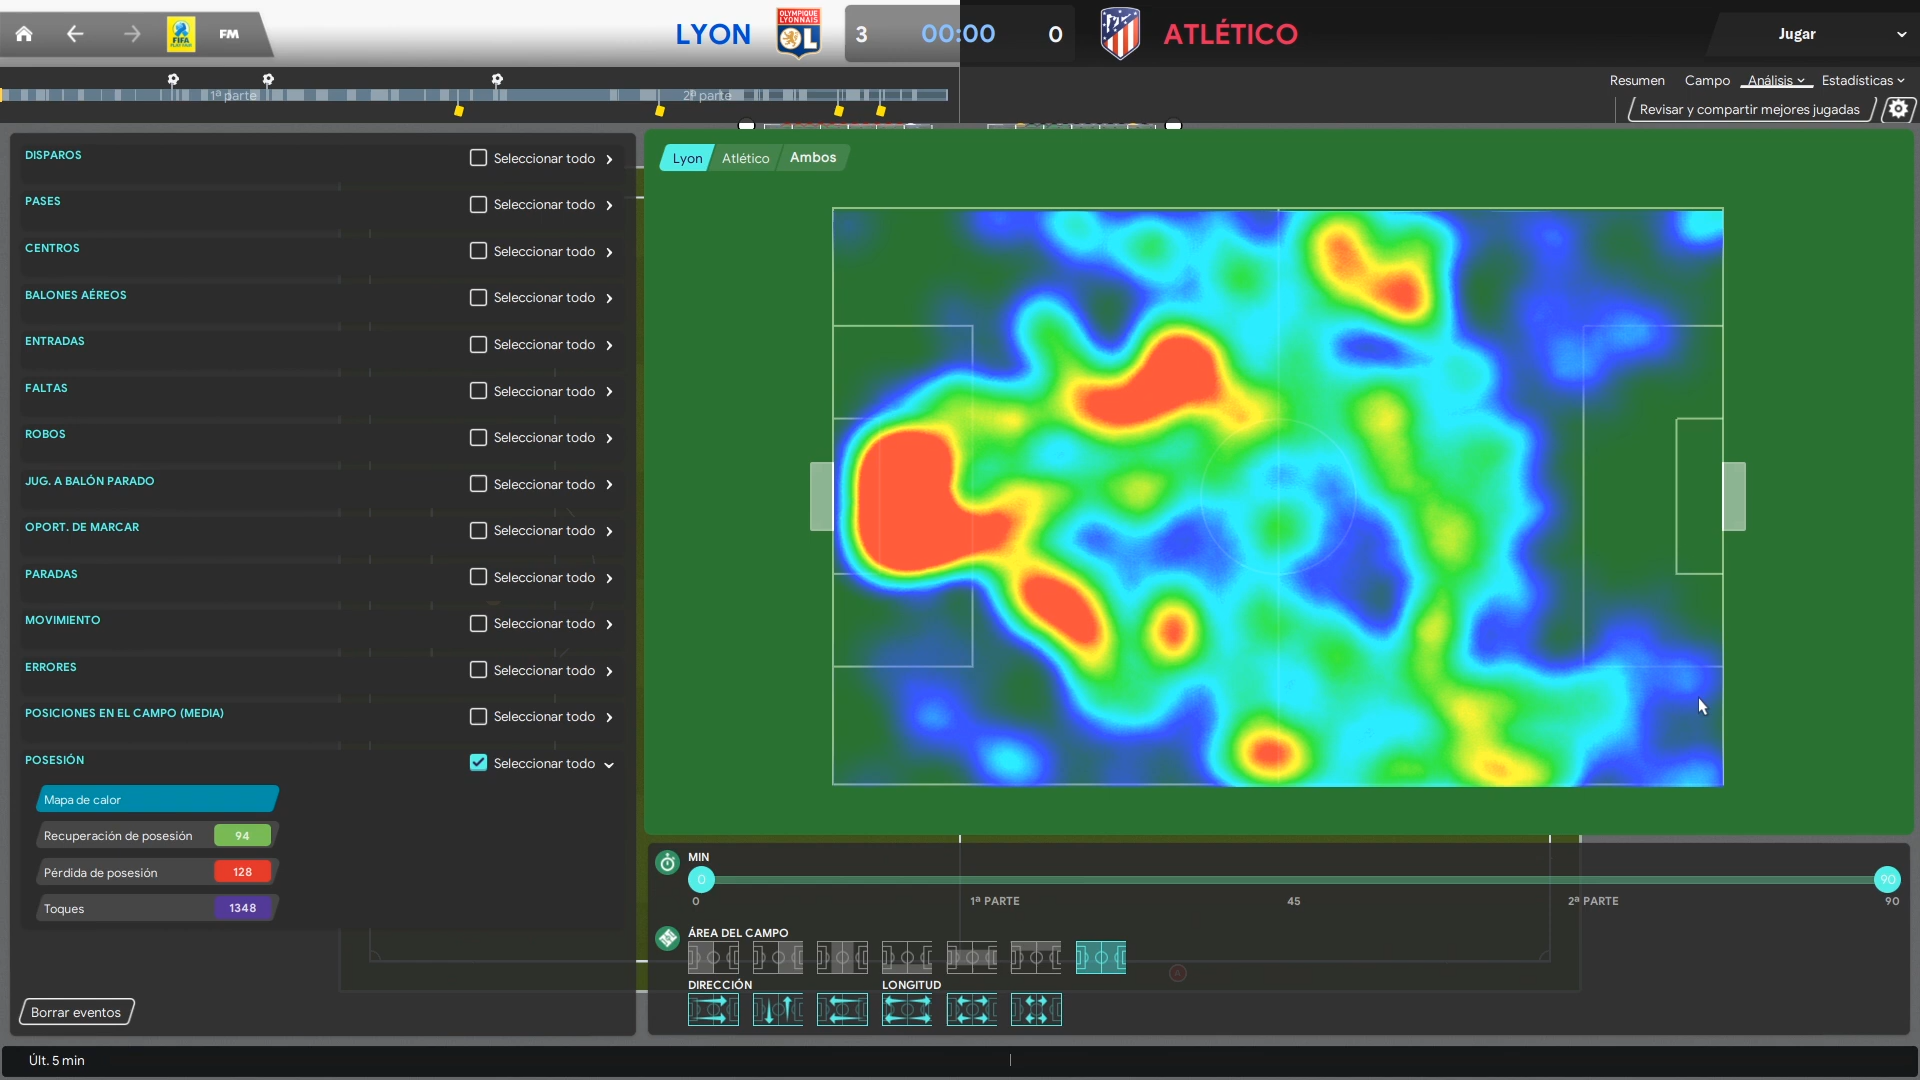 FIFA
FM
LYON
OLYMPIQUE
LYONNAIS
OL
3
00:00
0
ATLÉTICO
Jugar
1ª parte
2ª parte
Resumen
Campo
Análisis
Estadísticas
Revisar y compartir mejores jugadas
DISPAROS
Seleccionar todo
PASES
Seleccionar todo
CENTROS
Seleccionar todo
BALONES AÉREOS
Seleccionar todo
ENTRADAS
Seleccionar todo
FALTAS
Seleccionar todo
ROBOS
Seleccionar todo
JUG. A BALÓN PARADO
Seleccionar todo
OPORT. DE MARCAR
Seleccionar todo
PARADAS
Seleccionar todo
MOVIMIENTO
Seleccionar todo
ERRORES
Seleccionar todo
POSICIONES EN EL CAMPO (MEDIA)
Seleccionar todo
POSESIÓN
Seleccionar todo
Mapa de calor
Recuperación de posesión 94
Pérdida de posesión 128
Toques 1348
Borrar eventos
Lyon
Atlético
Ambos
MIN
0
90
0
1ª PARTE
45
2ª PARTE
90
ÁREA DEL CAMPO
DIRECCIÓN
LONGITUD
Últ. 5 min